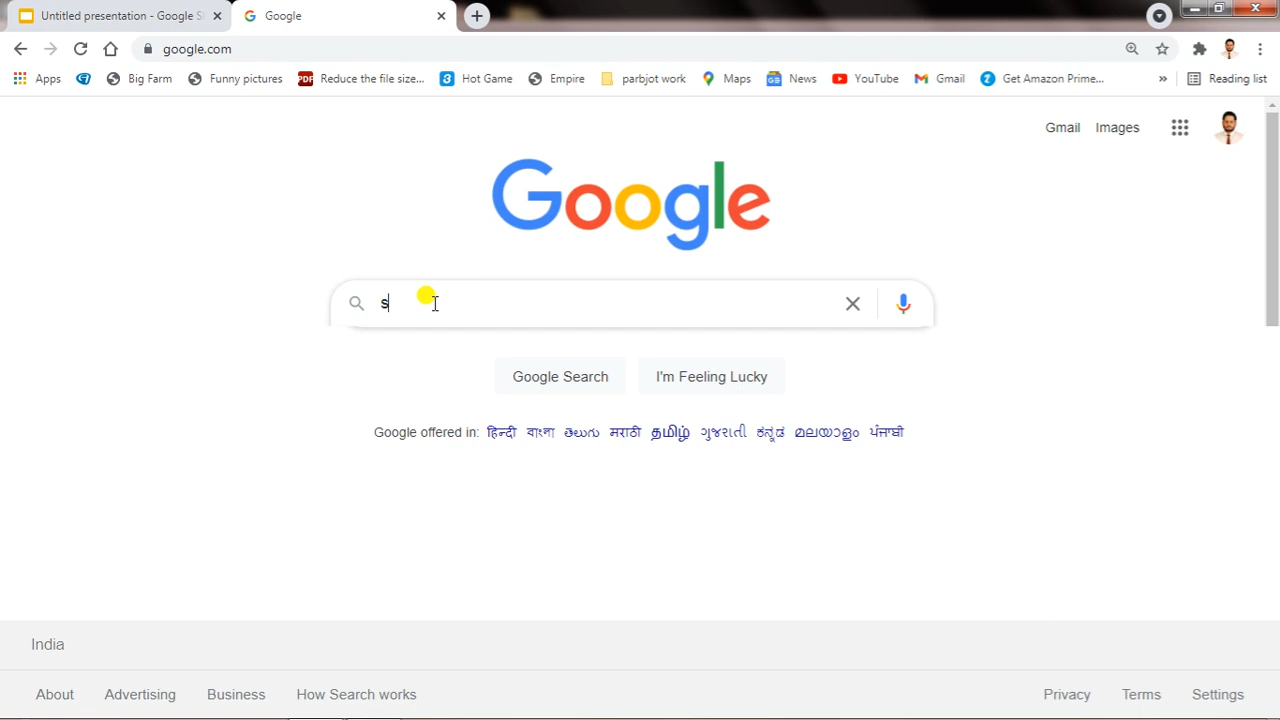 Untitled presentation - Google S
Google
google.com
Apps
Big Farm
Funny pictures
PDF
Reduce the file size...
Hot Game
Empire
parbjot work
Maps
News
YouTube
Gmail
Get Amazon Prime...
»
Reading list
Gmail
Images
Google
s
Google Search
I'm Feeling Lucky
Google offered in: हिन्दी বাংলা తెలుగు मराठी தமிழ் ગુજરાતી ಕನ್ನಡ മലയാളം ਪੰਜਾਬੀ
India
About
Advertising
Business
How Search works
Privacy
Terms
Settings